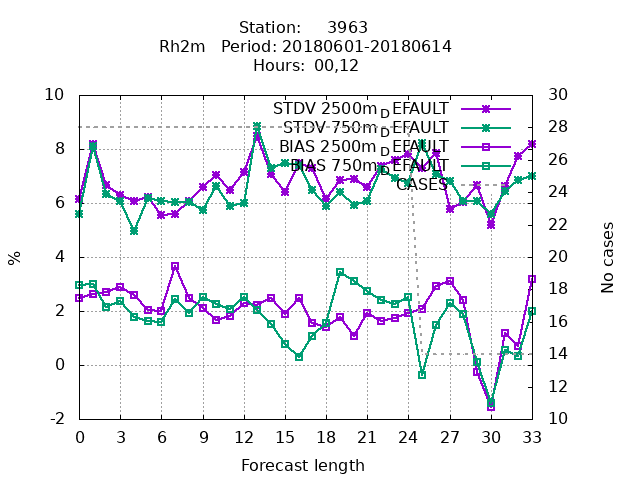 Station: 3963
Rh2m Period: 20180601-20180614
Hours: 00,12
STDV 2500m_DEFAULT
STDV 750m_DEFAULT
BIAS 2500m_DEFAULT
BIAS 750m_DEFAULT
CASES
10
8
6
4
2
0
-2
%
30
28
26
24
22
20
18
16
14
12
10
No cases
0 3 6 9 12 15 18 21 24 27 30 33
Forecast length